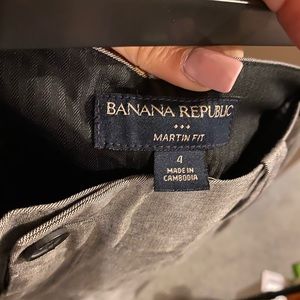 BANANA REPUBLIC
MARTIN FIT
4
MADE IN
CAMBODIA